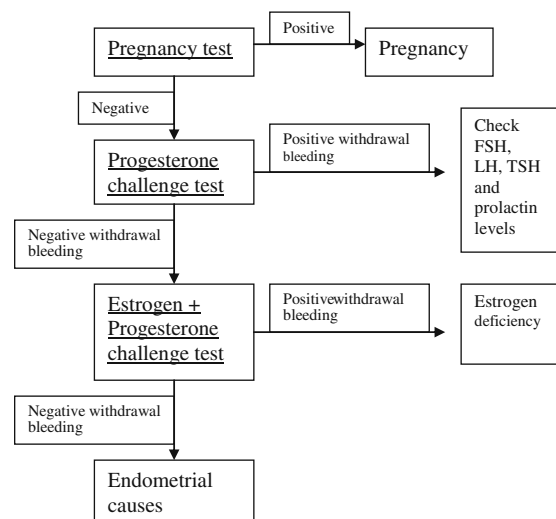 Pregnancy test
Positive
Pregnancy
Negative
Progesterone
challenge test
Positive withdrawal
bleeding
Check
FSH,
LH, TSH
and
prolactin
levels
Negative withdrawal
bleeding
Estrogen +
Progesterone
challenge test
Positivewithdrawal
bleeding
Estrogen
deficiency
Negative withdrawal
bleeding
Endometrial
causes